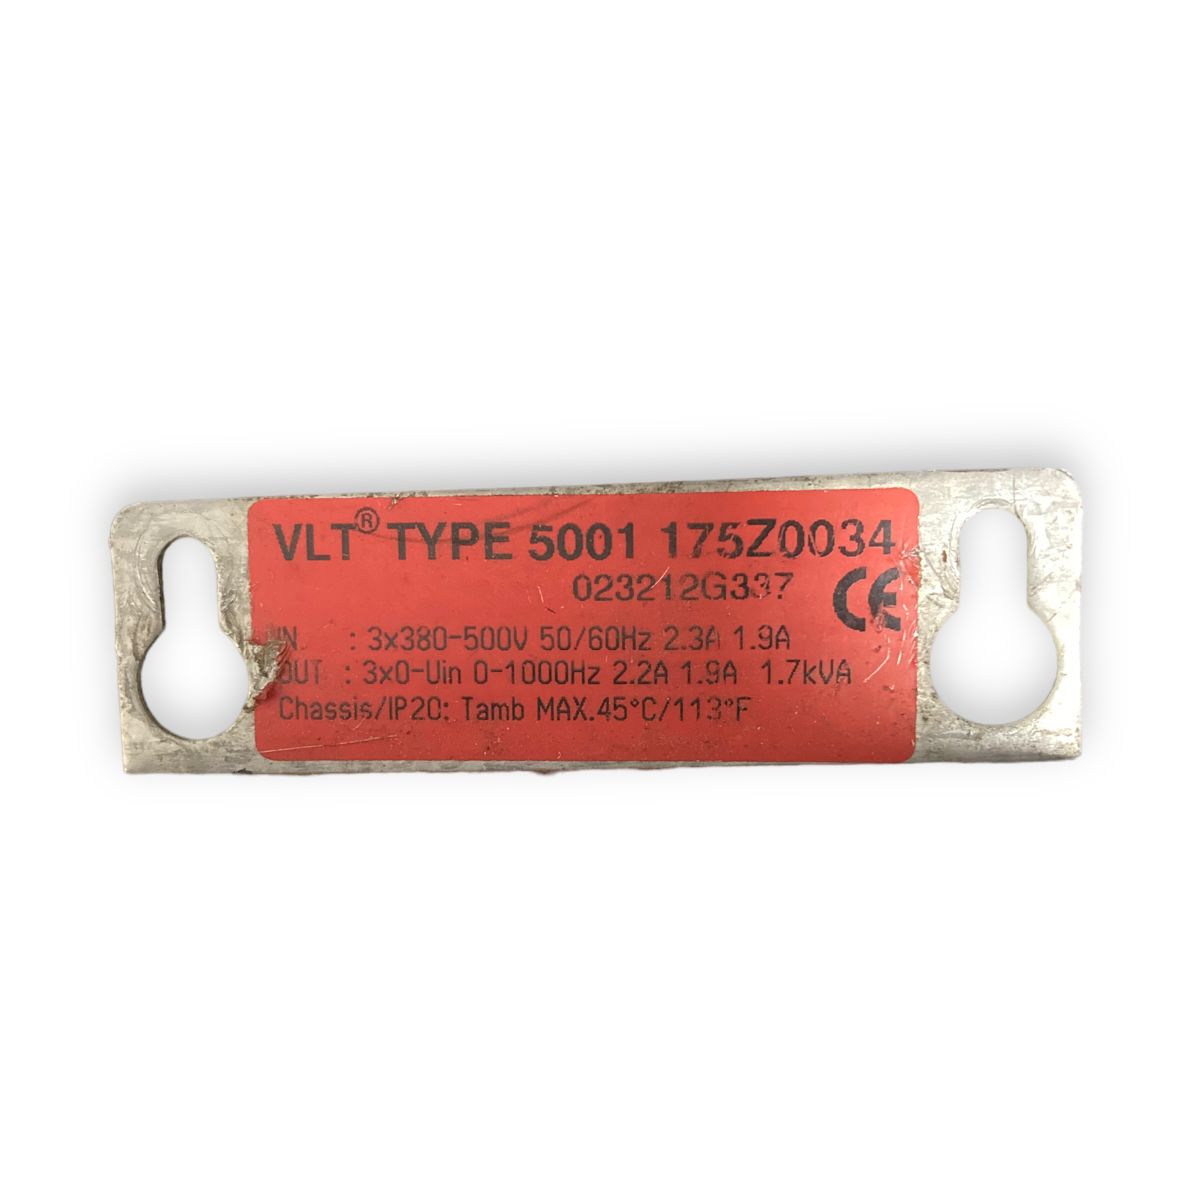 VLT® TYPE 5001 175Z0034
023212G337
CE
IN : 3x380-500V 50/60Hz 2.3A 1.9A
OUT : 3x0-Uin 0-1000Hz 2.2A 1.9A 1.7kVA
Chassis/IP20: Tamb MAX.45°C/113°F